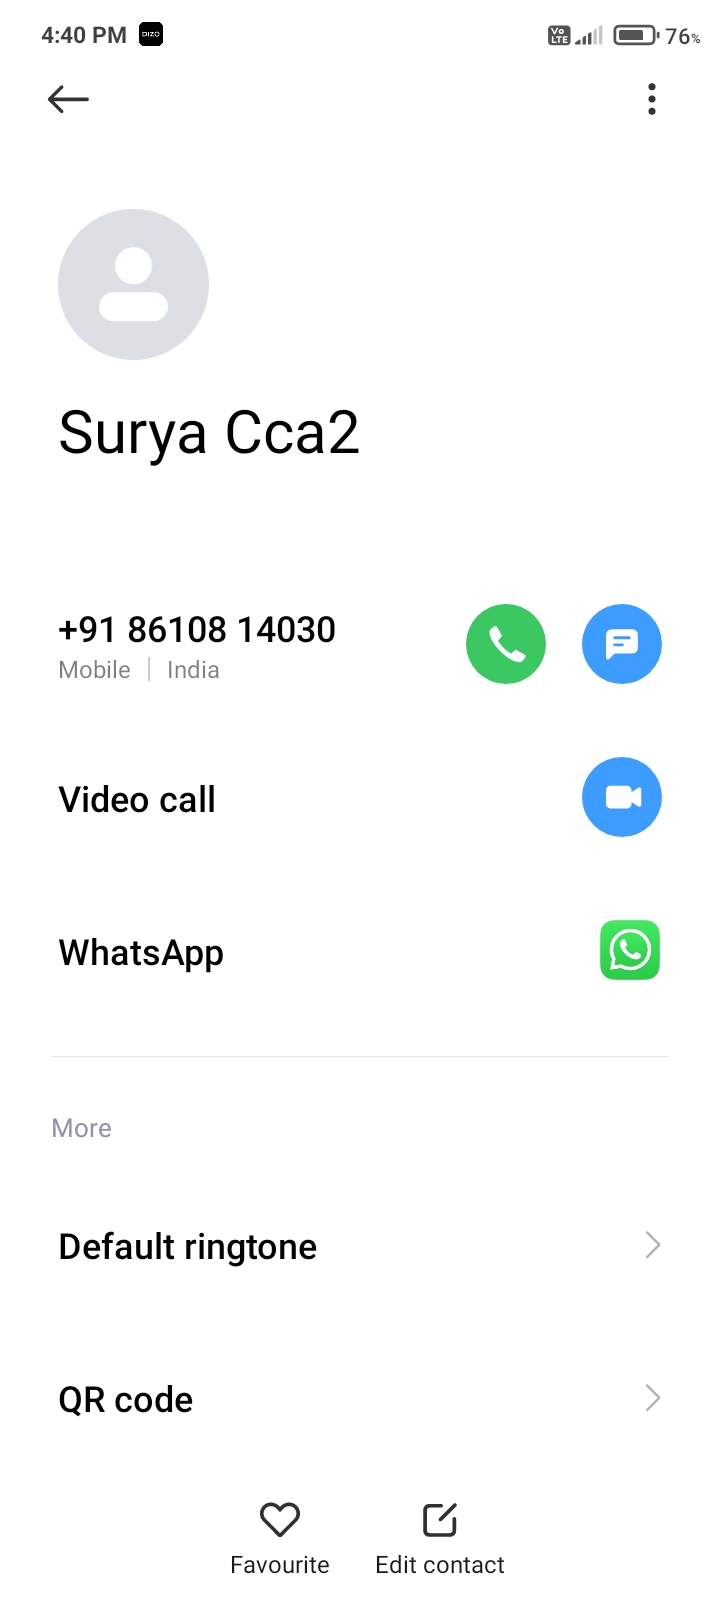 4:40 PM DIZO Vo LTE 76%
Surya Cca2
+91 86108 14030
Mobile | India
Video call
WhatsApp
More
Default ringtone
QR code
Favourite Edit contact